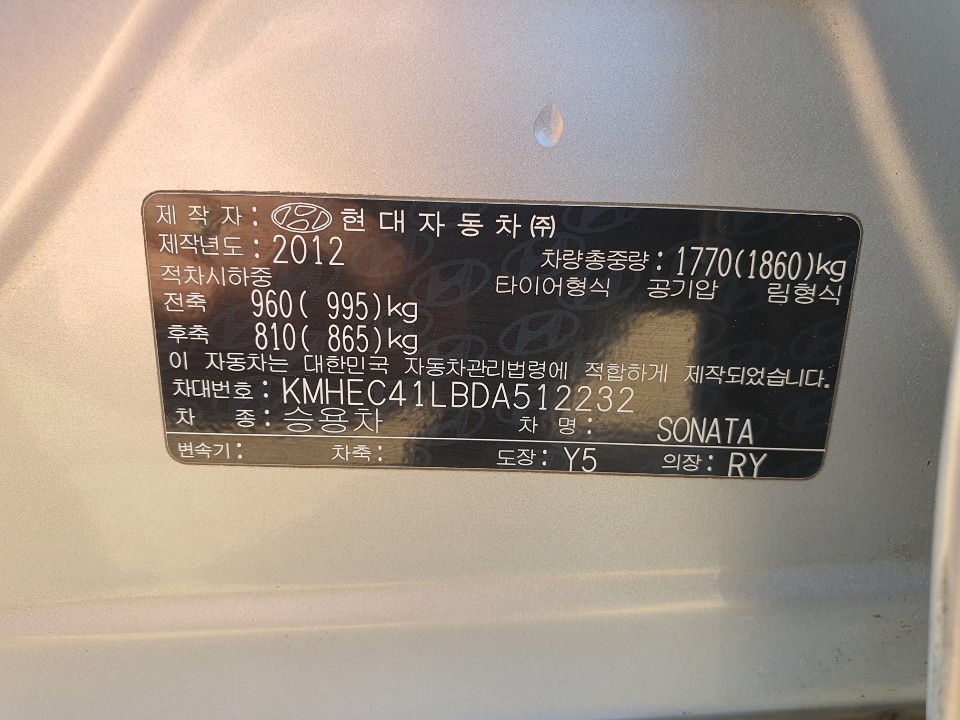 제 작 자 : 현대자동차㈜
제작년도 : 2012 차량총중량 : 1770(1860)kg
적차시하중 타이어형식 공기압 림형식
전축 960( 995)kg
후축 810( 865)kg
이 자동차는 대한민국 자동차관리법령에 적합하게 제작되었습니다.
차대번호 : KMHEC41LBDA512232
차 종 : 승용차 차 명 : SONATA
변속기 : 차축 : 도장 : Y5 의장 : RY